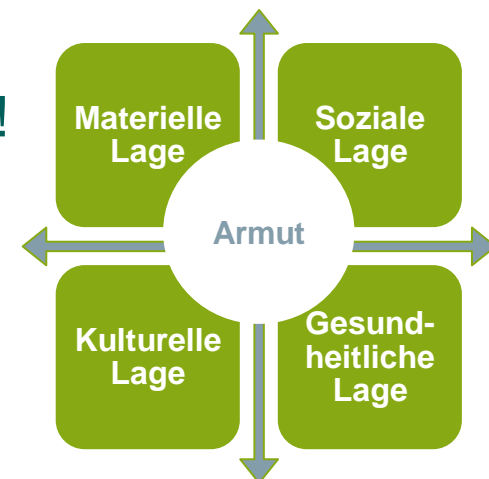 !
Materielle
Lage
Soziale
Lage
Armut
Kulturelle
Lage
Gesund-
heitliche
Lage